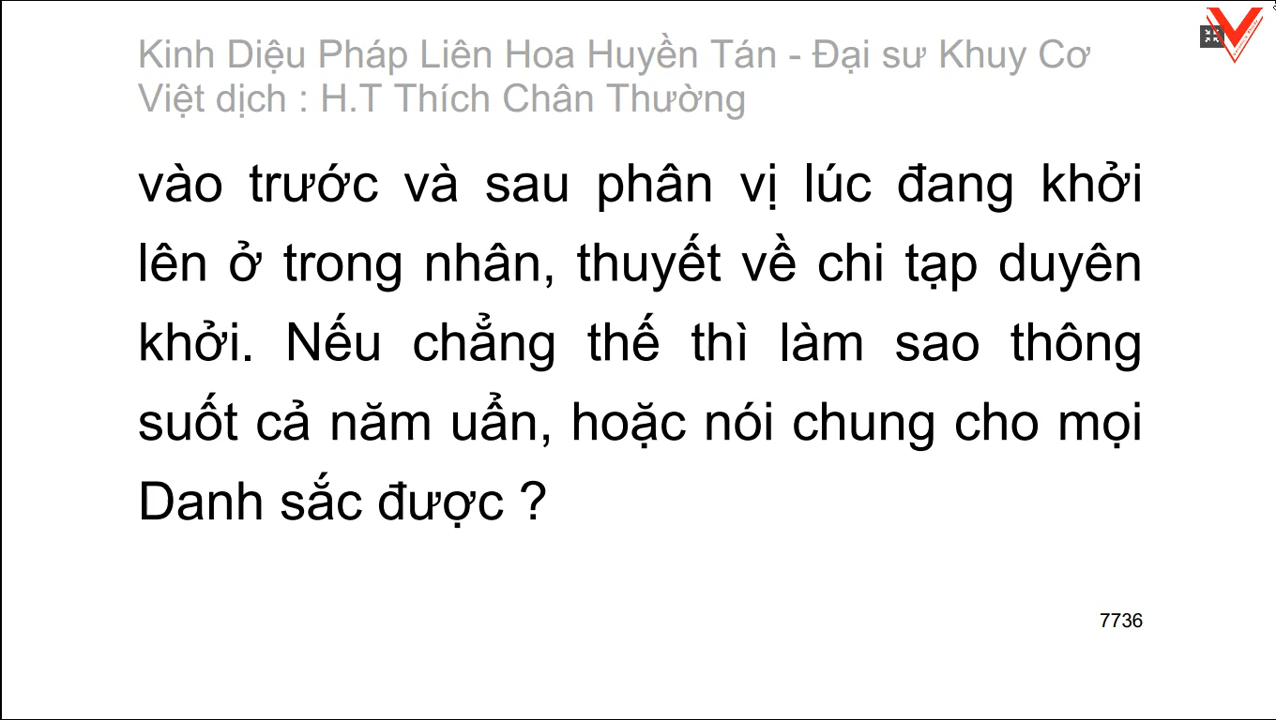 Kinh Diệu Pháp Liên Hoa Huyền Tán - Đại sư Khuy Cơ
Việt dịch : H.T Thích Chân Thường
vào trước và sau phân vị lúc đang khởi
lên ở trong nhân, thuyết về chi tạp duyên
khởi. Nếu chẳng thế thì làm sao thông
suốt cả năm uẩn, hoặc nói chung cho mọi
Danh sắc được ?
7736